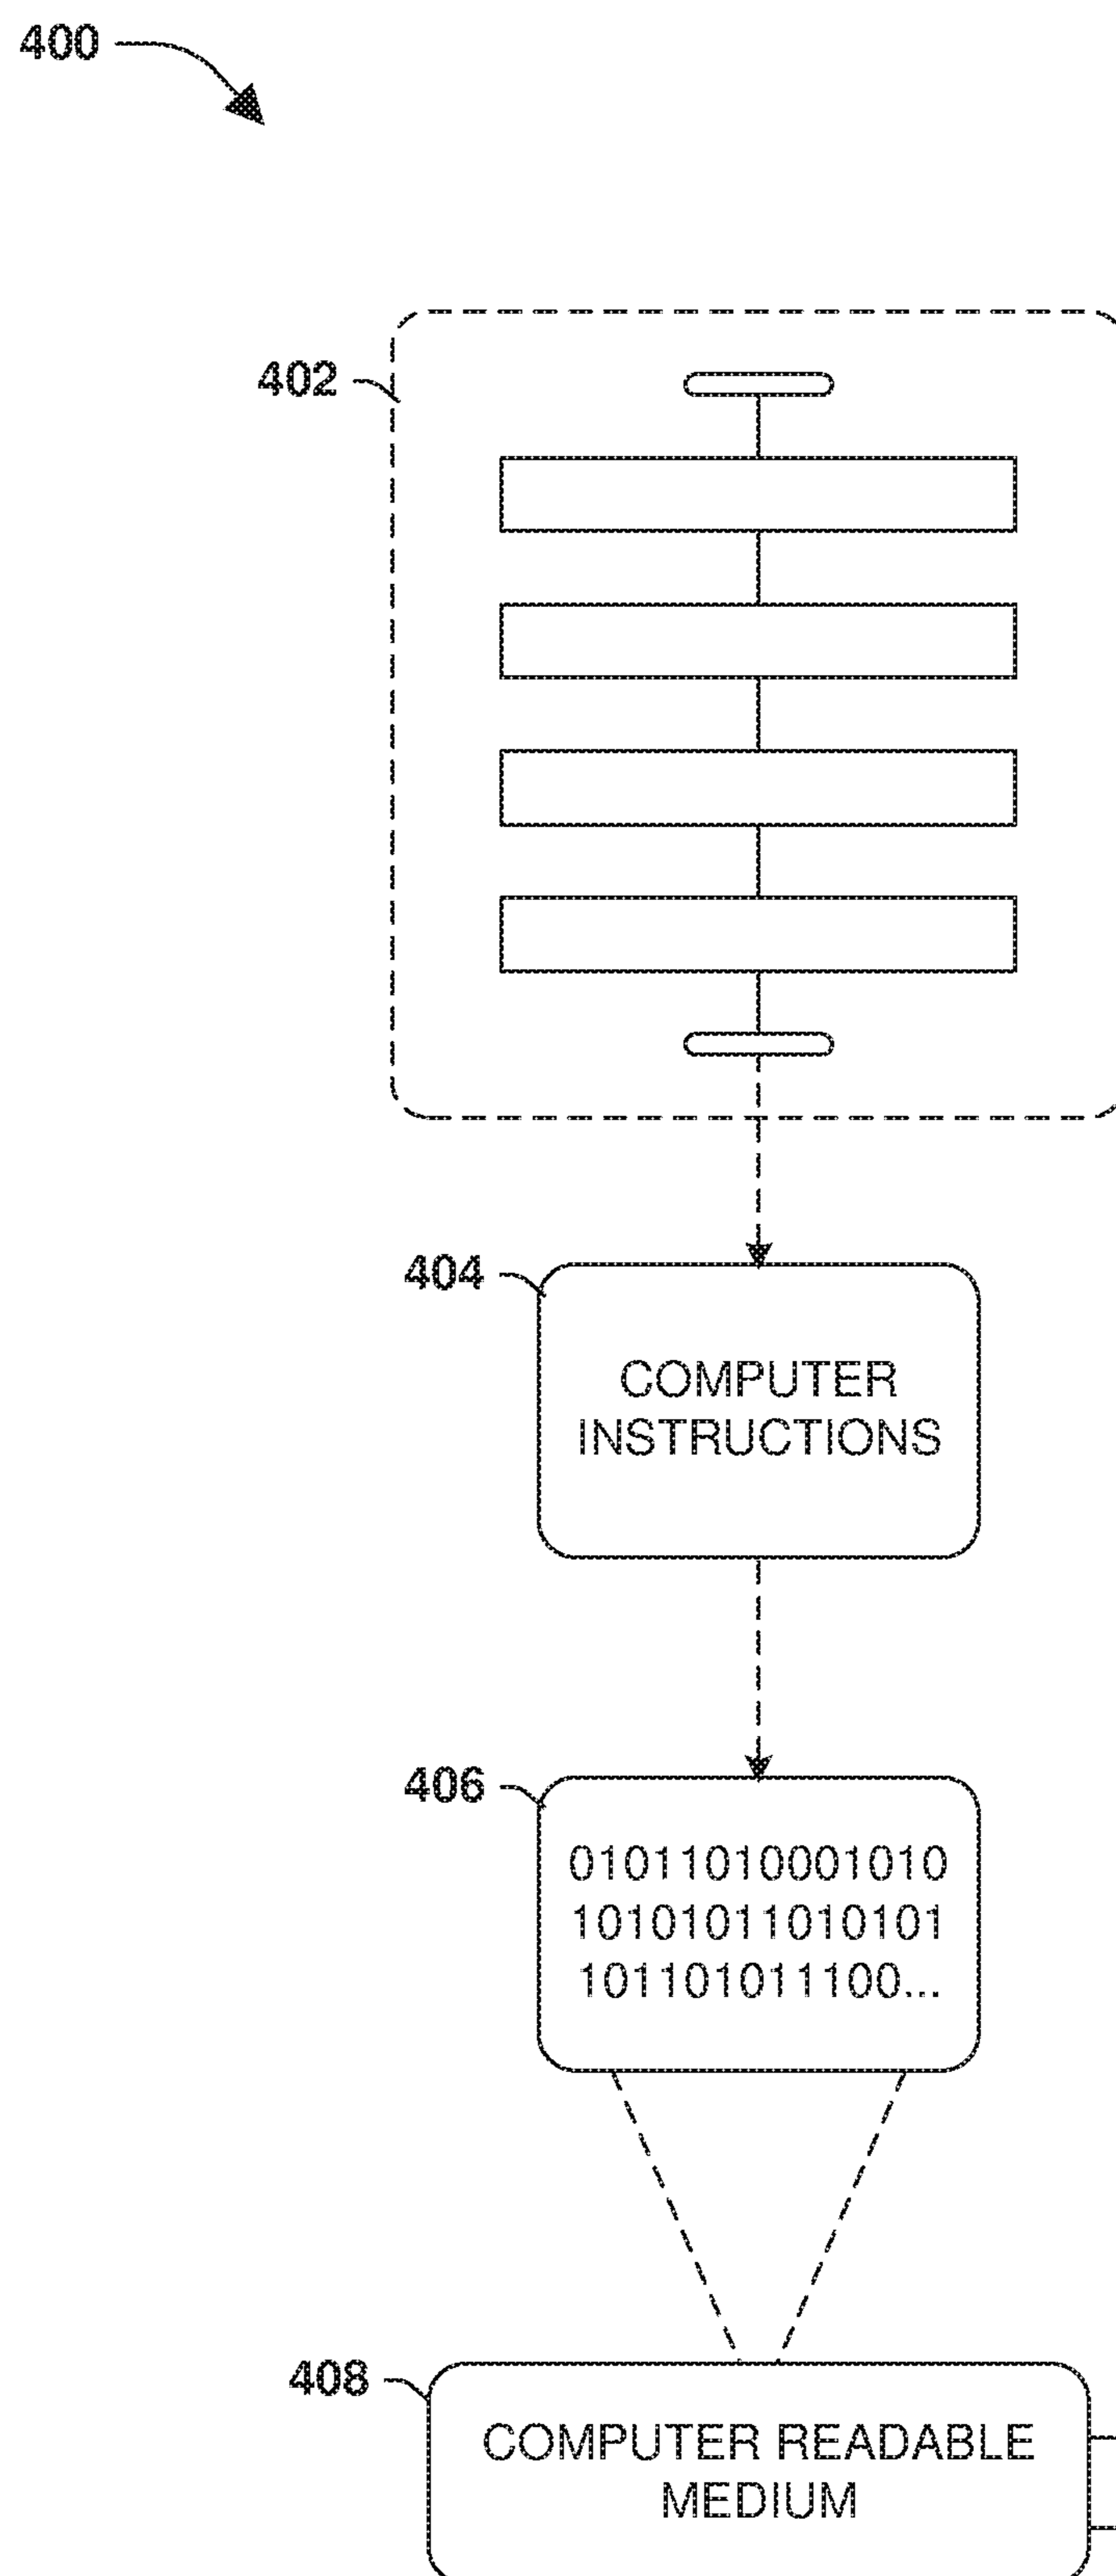 400
402
404
COMPUTER
INSTRUCTIONS
406
01011010001010
10101011010101
101101011100...
408
COMPUTER READABLE
MEDIUM